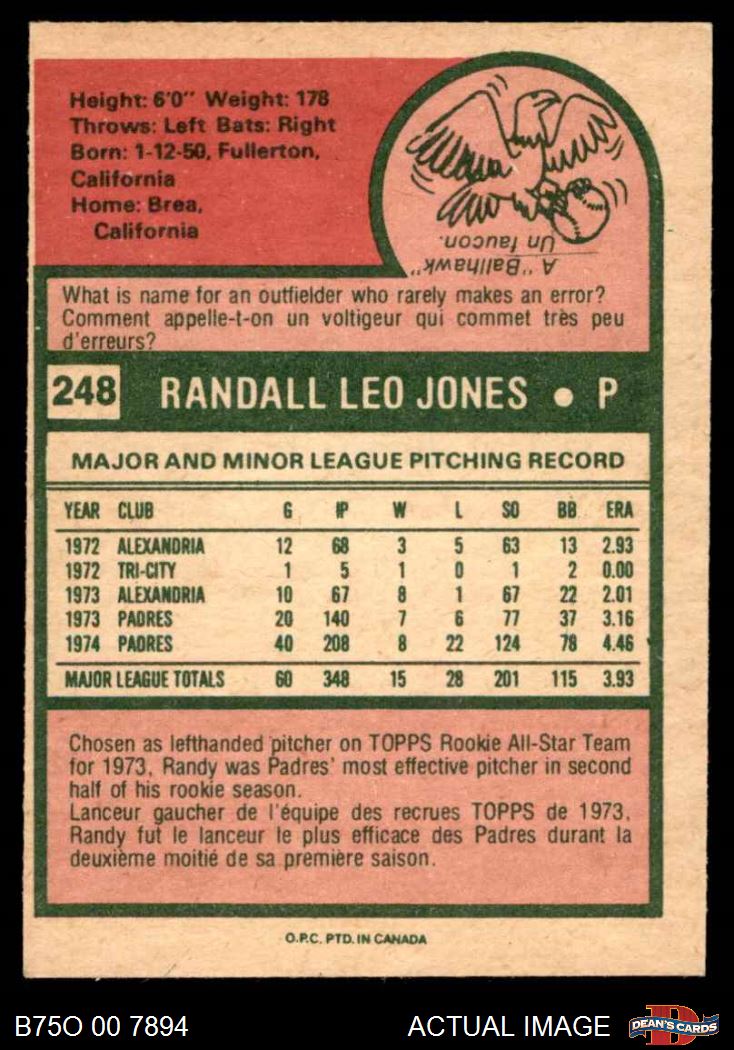 Height: 6'0" Weight: 178
Throws: Left Bats: Right
Born: 1-12-50, Fullerton,
California
Home: Brea,
California
A "Ballhawk"
Un faucon.
What is name for an outfielder who rarely makes an error?
Comment appelle-t-on un voltigeur qui commet très peu
d'erreurs?
248 RANDALL LEO JONES • P
MAJOR AND MINOR LEAGUE PITCHING RECORD
YEAR CLUB G IP W L SO BB ERA
1972 ALEXANDRIA 12 68 3 5 63 13 2.93
1972 TRI-CITY 1 5 1 0 1 2 0.00
1973 ALEXANDRIA 10 67 8 1 67 22 2.01
1973 PADRES 20 140 7 6 77 37 3.16
1974 PADRES 40 208 8 22 124 78 4.46
MAJOR LEAGUE TOTALS 60 348 15 28 201 115 3.93
Chosen as lefthanded pitcher on TOPPS Rookie All-Star Team
for 1973, Randy was Padres' most effective pitcher in second
half of his rookie season.
Lanceur gaucher de l'équipe des recrues TOPPS de 1973,
Randy fut le lanceur le plus efficace des Padres durant la
deuxième moitié de sa première saison.
O.P.C. PTD. IN CANADA
B75O 00 7894 ACTUAL IMAGE D DEAN'S CARDS